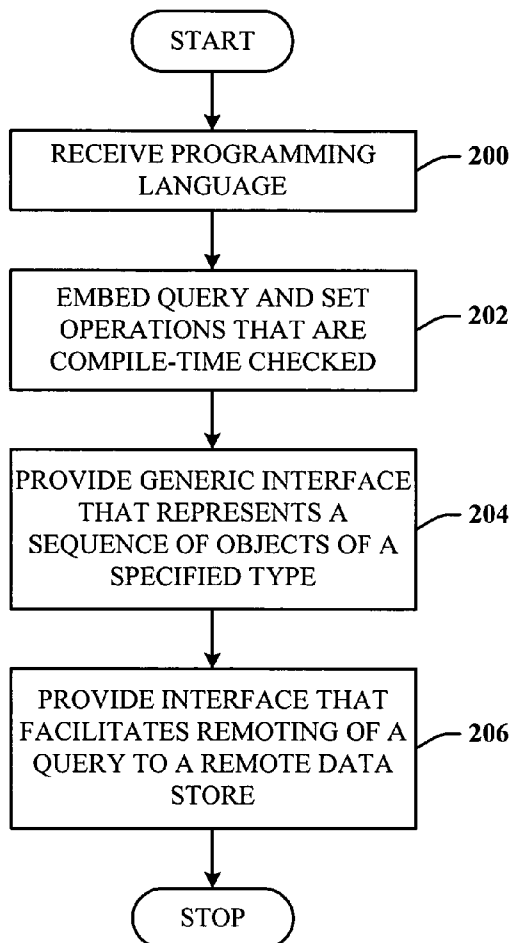 START
RECEIVE PROGRAMMING
LANGUAGE
200
EMBED QUERY AND SET
OPERATIONS THAT ARE
COMPILE-TIME CHECKED
202
PROVIDE GENERIC INTERFACE
THAT REPRESENTS A
SEQUENCE OF OBJECTS OF A
SPECIFIED TYPE
204
PROVIDE INTERFACE THAT
FACILITATES REMOTING OF A
QUERY TO A REMOTE DATA
STORE
206
STOP